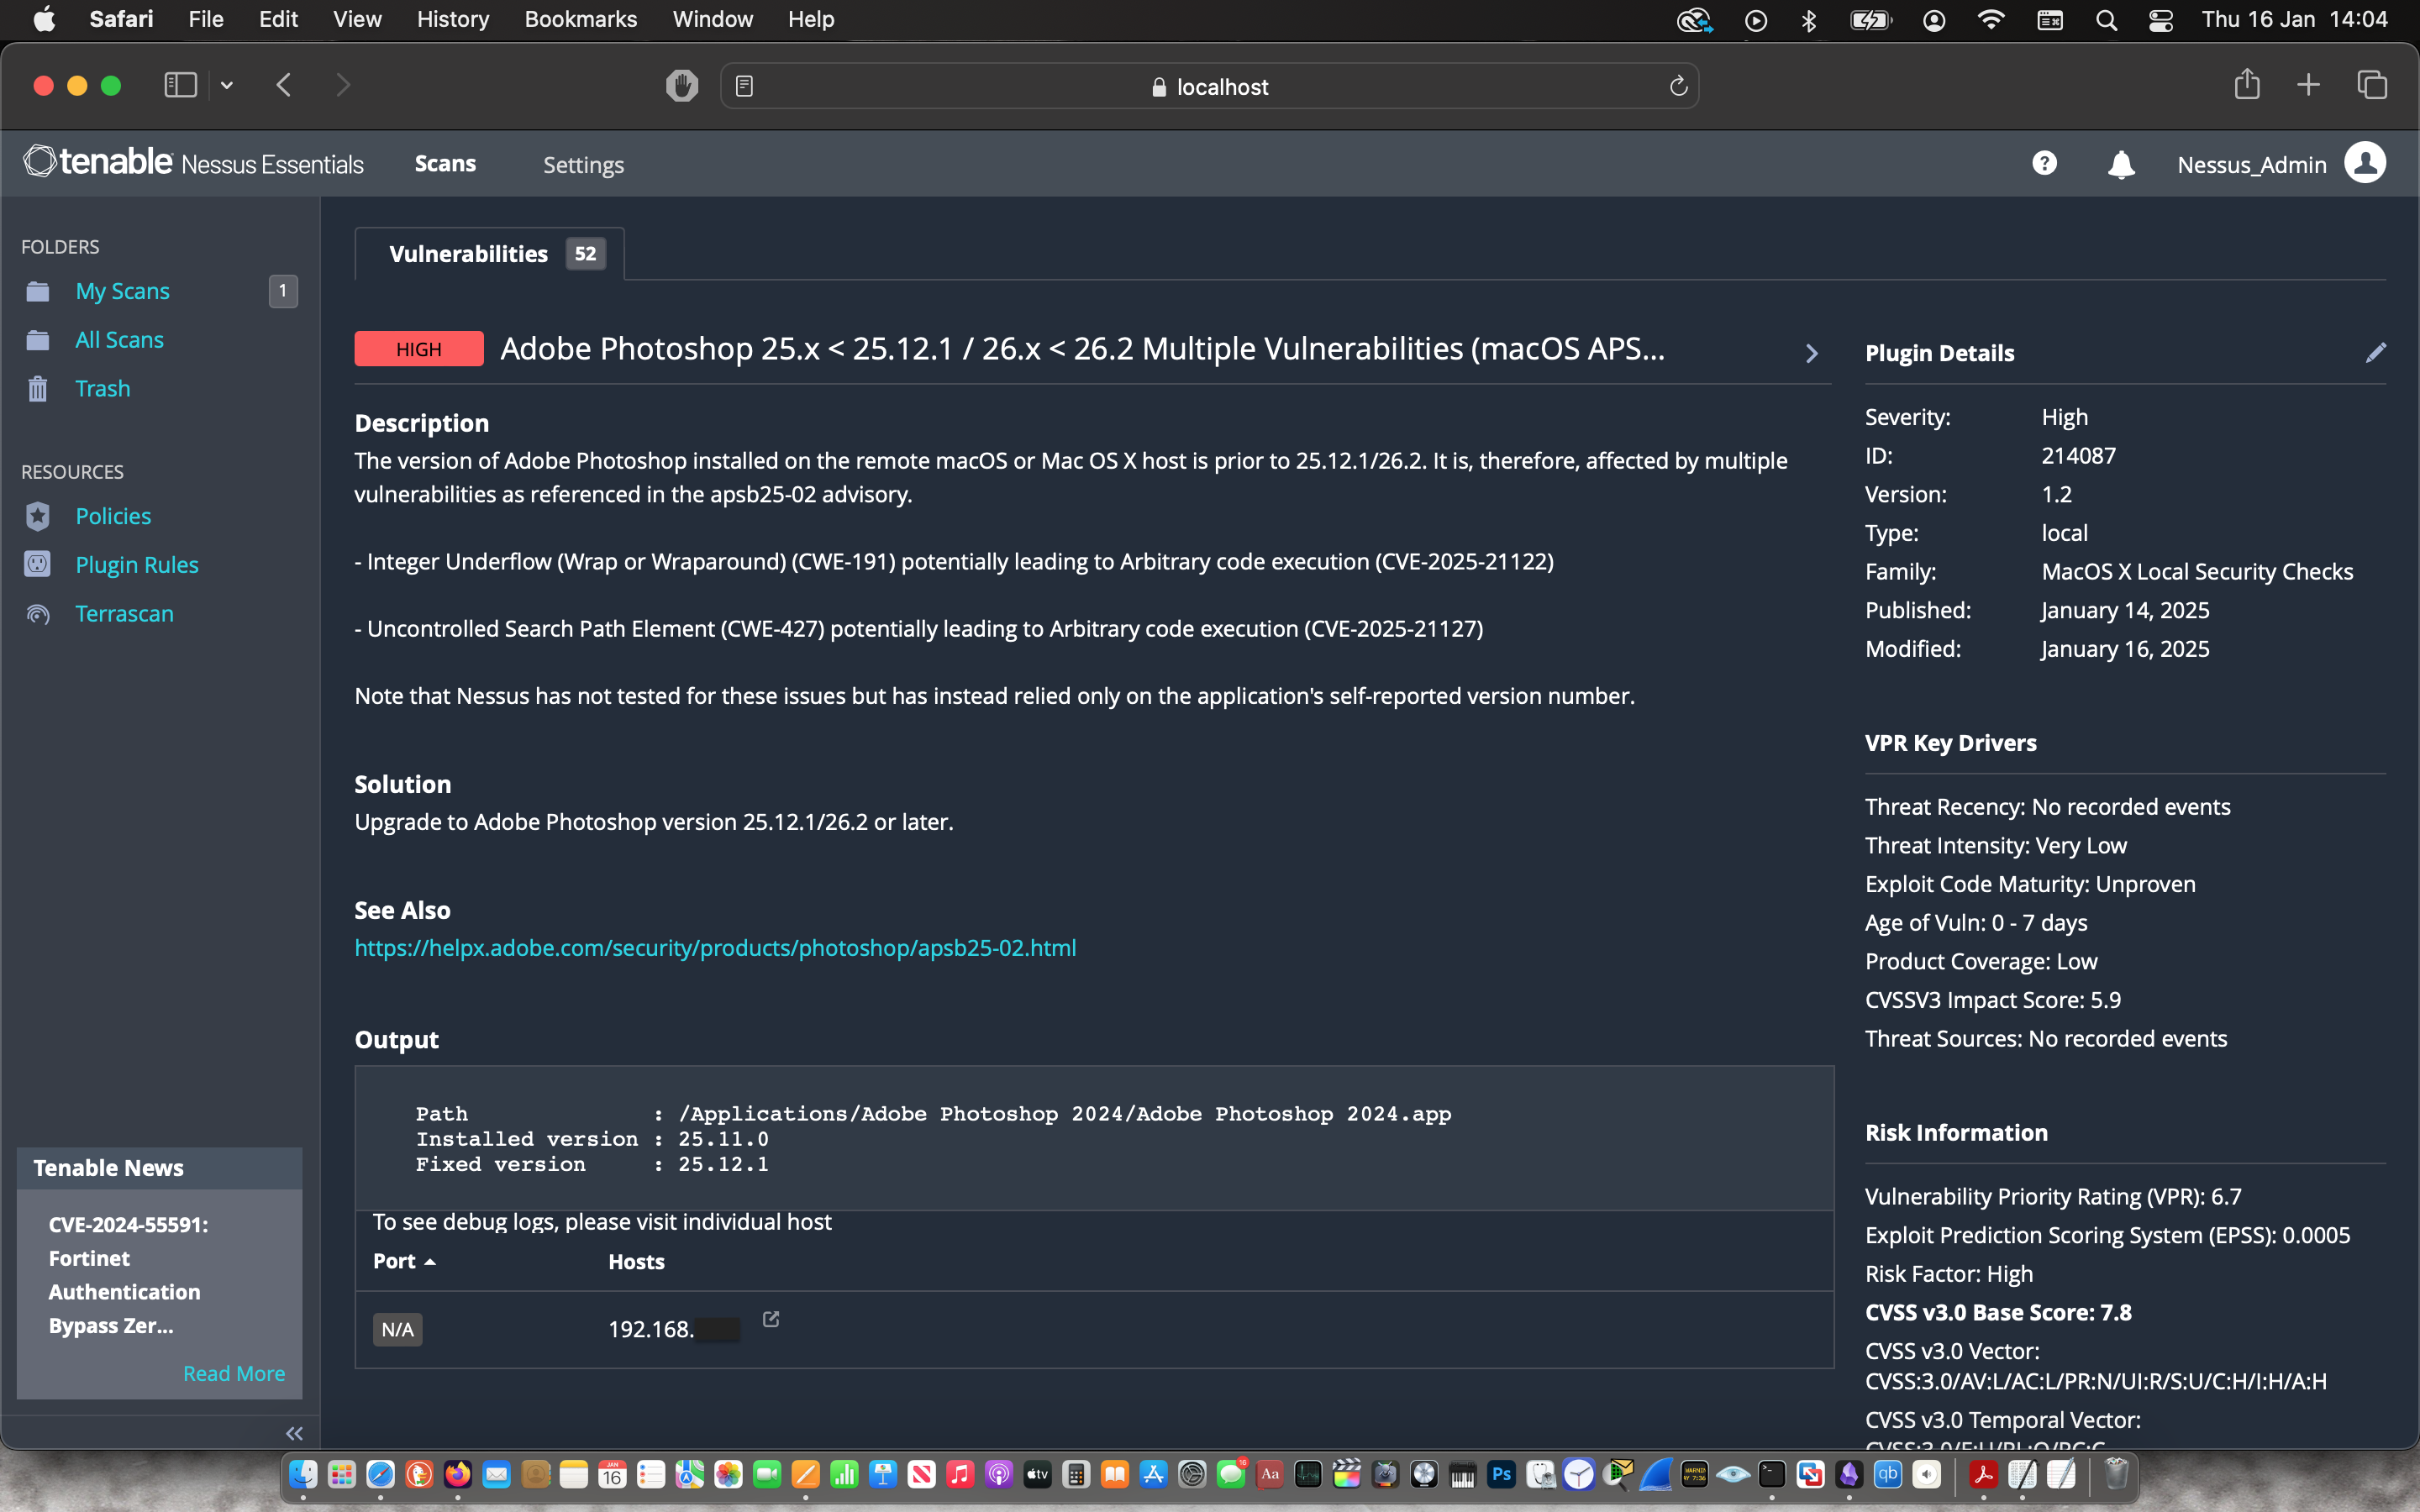 Safari File Edit View History Bookmarks Window Help Thu 16 Jan 14:04
localhost
tenable Nessus Essentials Scans Settings Nessus_Admin
FOLDERS
My Scans 1
All Scans
Trash
RESOURCES
Policies
Plugin Rules
Terrascan
Tenable News
CVE-2024-55591:
Fortinet
Authentication
Bypass Zer...
Read More
Vulnerabilities 52
HIGH Adobe Photoshop 25.x < 25.12.1 / 26.x < 26.2 Multiple Vulnerabilities (macOS APS...
Description
The version of Adobe Photoshop installed on the remote macOS or Mac OS X host is prior to 25.12.1/26.2. It is, therefore, affected by multiple
vulnerabilities as referenced in the apsb25-02 advisory.
- Integer Underflow (Wrap or Wraparound) (CWE-191) potentially leading to Arbitrary code execution (CVE-2025-21122)
- Uncontrolled Search Path Element (CWE-427) potentially leading to Arbitrary code execution (CVE-2025-21127)
Note that Nessus has not tested for these issues but has instead relied only on the application's self-reported version number.
Solution
Upgrade to Adobe Photoshop version 25.12.1/26.2 or later.
See Also
https://helpx.adobe.com/security/products/photoshop/apsb25-02.html
Output
Path : /Applications/Adobe Photoshop 2024/Adobe Photoshop 2024.app
Installed version : 25.11.0
Fixed version : 25.12.1
To see debug logs, please visit individual host
Port Hosts
N/A 192.168.
Plugin Details
Severity: High
ID: 214087
Version: 1.2
Type: local
Family: MacOS X Local Security Checks
Published: January 14, 2025
Modified: January 16, 2025
VPR Key Drivers
Threat Recency: No recorded events
Threat Intensity: Very Low
Exploit Code Maturity: Unproven
Age of Vuln: 0 - 7 days
Product Coverage: Low
CVSSV3 Impact Score: 5.9
Threat Sources: No recorded events
Risk Information
Vulnerability Priority Rating (VPR): 6.7
Exploit Prediction Scoring System (EPSS): 0.0005
Risk Factor: High
CVSS v3.0 Base Score: 7.8
CVSS v3.0 Vector:
CVSS:3.0/AV:L/AC:L/PR:N/UI:R/S:U/C:H/I:H/A:H
CVSS v3.0 Temporal Vector:
JAN 16 tv 16 Aa Ps qb